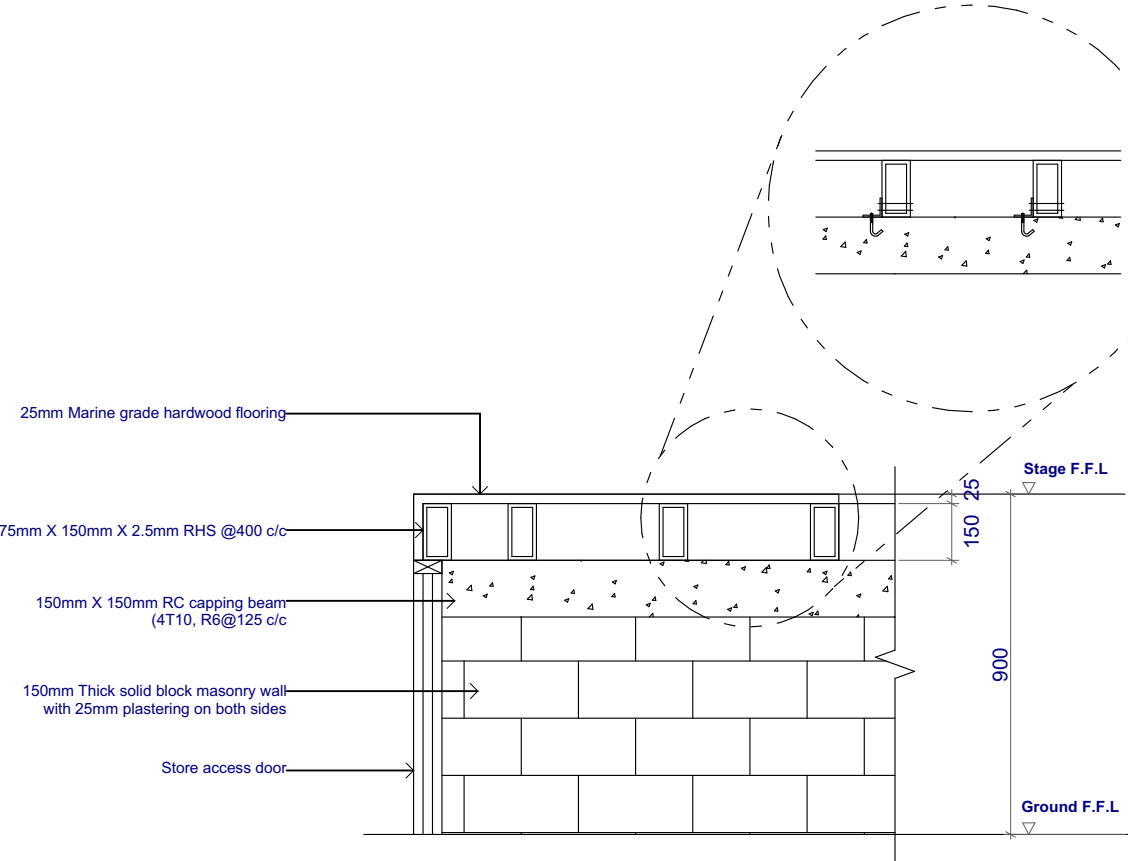 25mm Marine grade hardwood flooring
Stage F.F.L
25
75mm X 150mm X 2.5mm RHS @400 c/c
150
150mm X 150mm RC capping beam
(4T10, R6@125 c/c
900
150mm Thick solid block masonry wall
with 25mm plastering on both sides
Store access door
Ground F.F.L